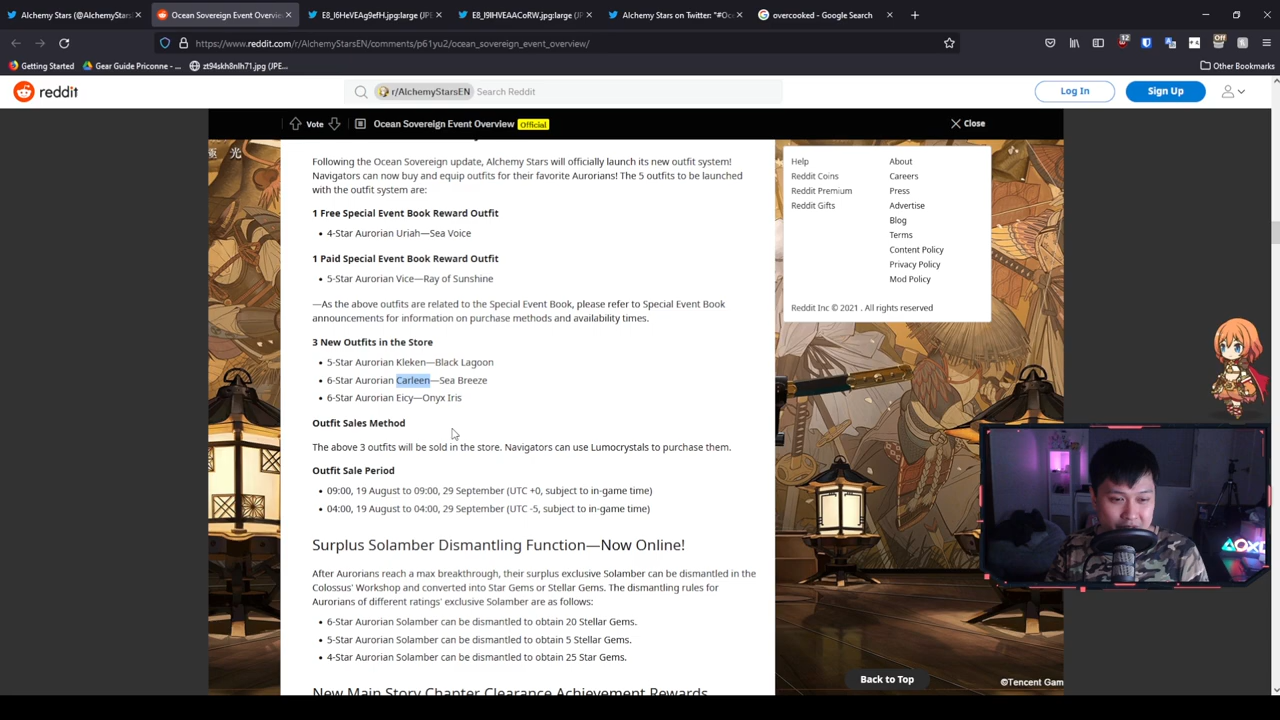 Alchemy Stars (@AlchemyStars
Ocean Sovereign Event Overvie
E8_I6HeVEAg9efH.jpg:large (JPE
E8_I9IHVEAACoRW.jpg:large (JPE
Alchemy Stars on Twitter: "#Oc
overcooked - Google Search
https://www.reddit.com/r/AlchemyStarsEN/comments/p61yu2/ocean_sovereign_event_overview/
12
Off
Getting Started
Gear Guide Priconne - ...
zt94skh8nlh71.jpg (JPE...
Other Bookmarks
reddit
r/AlchemyStarsEN
Search Reddit
Log In
Sign Up
Vote
Ocean Sovereign Event Overview
Official
Close
極 光
Following the Ocean Sovereign update, Alchemy Stars will officially launch its new outfit system!
Navigators can now buy and equip outfits for their favorite Aurorians! The 5 outfits to be launched
with the outfit system are:
1 Free Special Event Book Reward Outfit
• 4-Star Aurorian Uriah—Sea Voice
1 Paid Special Event Book Reward Outfit
• 5-Star Aurorian Vice—Ray of Sunshine
—As the above outfits are related to the Special Event Book, please refer to Special Event Book
announcements for information on purchase methods and availability times.
3 New Outfits in the Store
• 5-Star Aurorian Kleken—Black Lagoon
• 6-Star Aurorian Carleen—Sea Breeze
• 6-Star Aurorian Eicy—Onyx Iris
Outfit Sales Method
The above 3 outfits will be sold in the store. Navigators can use Lumocrystals to purchase them.
Outfit Sale Period
• 09:00, 19 August to 09:00, 29 September (UTC +0, subject to in-game time)
• 04:00, 19 August to 04:00, 29 September (UTC -5, subject to in-game time)
Surplus Solamber Dismantling Function—Now Online!
After Aurorians reach a max breakthrough, their surplus exclusive Solamber can be dismantled in the
Colossus' Workshop and converted into Star Gems or Stellar Gems. The dismantling rules for
Aurorians of different ratings' exclusive Solamber are as follows:
• 6-Star Aurorian Solamber can be dismantled to obtain 20 Stellar Gems.
• 5-Star Aurorian Solamber can be dismantled to obtain 5 Stellar Gems.
• 4-Star Aurorian Solamber can be dismantled to obtain 25 Star Gems.
New Main Story Chapter Clearance Achievement Rewards
Help
About
Reddit Coins
Careers
Reddit Premium
Press
Reddit Gifts
Advertise
Blog
Terms
Content Policy
Privacy Policy
Mod Policy
Reddit Inc © 2021 . All rights reserved
Back to Top
©Tencent Gam